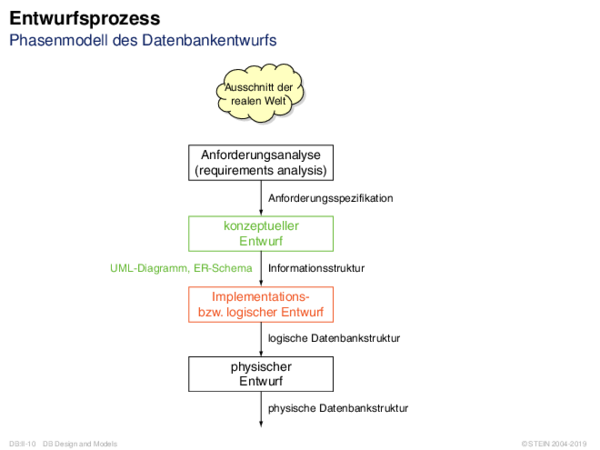 Entwurfsprozess
Phasenmodell des Datenbankentwurfs
Ausschnitt der
realen Welt
Anforderungsanalyse
(requirements analysis)
Anforderungsspezifikation
konzeptueller
Entwurf
UML-Diagramm, ER-Schema
Informationsstruktur
Implementations-
bzw. logischer Entwurf
logische Datenbankstruktur
physischer
Entwurf
physische Datenbankstruktur
DB:II-10 DB Design and Models
© STEIN 2004-2019